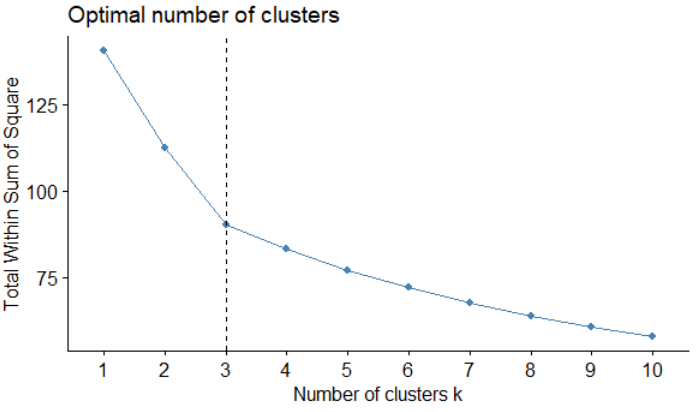 Optimal number of clusters
Total Within Sum of Square
125
100
75
1 2 3 4 5 6 7 8 9 10
Number of clusters k